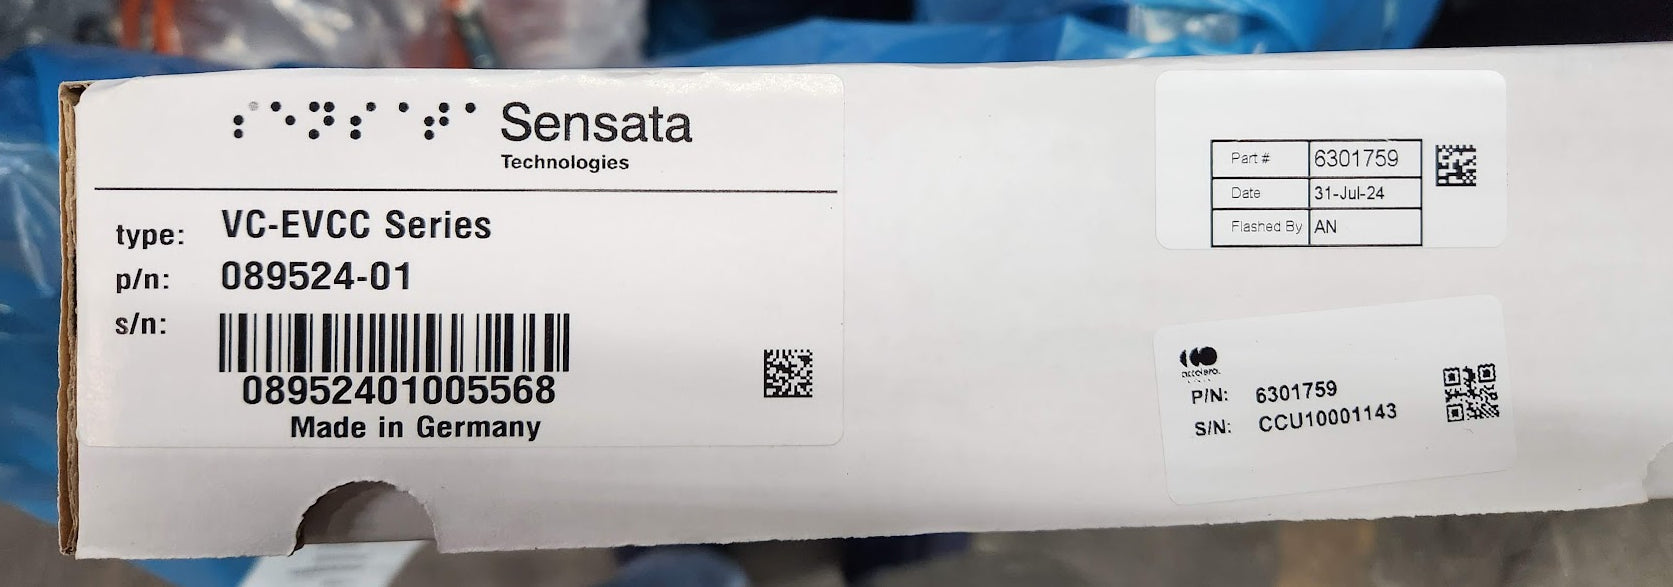 Sensata
Technologies
type: VC-EVCC Series
p/n: 089524-01
s/n:
08952401005568
Made in Germany
Part # 6301759
Date 31-Jul-24
Flashed By AN
accelera.
P/N: 6301759
S/N: CCU10001143